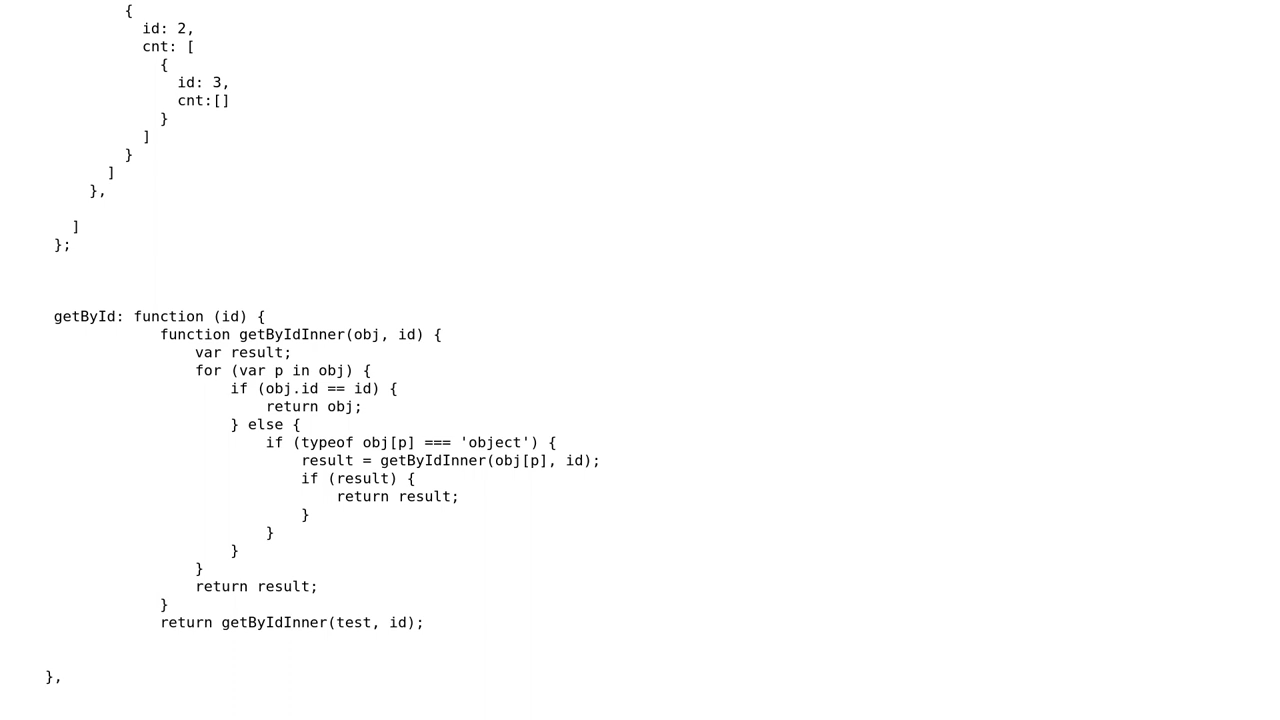 {
id: 2,
cnt: [
{
id: 3,
cnt:[]
}
]
}
]
},
]
};
getById: function (id) {
function getByIdInner(obj, id) {
var result;
for (var p in obj) {
if (obj.id == id) {
return obj;
} else {
if (typeof obj[p] === 'object') {
result = getByIdInner(obj[p], id);
if (result) {
return result;
}
}
}
}
return result;
}
return getByIdInner(test, id);
},